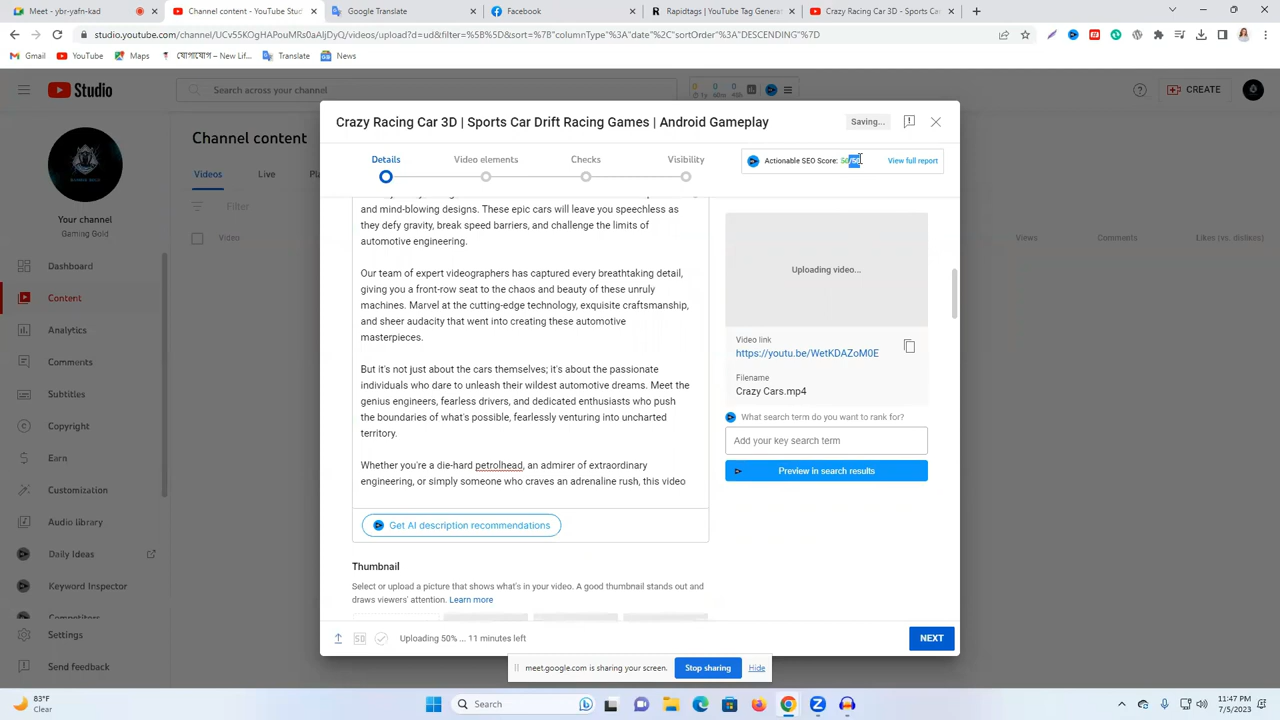 Meet - yrf-yafn-kad
YouTube Stud
Google Translate
Facebook
Rapidtags | YouTube Tag Generat
Crazy Racing Car 3D - Sports Car
studio.youtube.com/channel/UCv55KOgHAPouMRs0aAljDyQ/videos/upload?d=ud&filter=%5B%5D&sort=%7B"columnType"%3A"date"%2C"sortOrder"%3A"DESCENDING"%7D
Gmail
YouTube
Maps
যোগাযোগ – New Lif...
Translate
News
Studio
Search across your channel
0 0 0
CREATE
Crazy Racing Car 3D | Sports Car Drift Racing Games | Android Gameplay
Saving...
Details
Video elements
Checks
Visibility
Actionable SEO Score: 50/50
View full report
Channel content
Videos
Live
Filter
Video
Views
Comments
Likes (vs. dislikes)
Your channel
Gaming Gold
Dashboard
Content
Analytics
Comments
Subtitles
Copyright
Earn
Customization
Audio library
Daily Ideas
Keyword Inspector
Competitors
Settings
Send feedback
and mind-blowing designs. These epic cars will leave you speechless as
they defy gravity, break speed barriers, and challenge the limits of
automotive engineering.
Our team of expert videographers has captured every breathtaking detail,
giving you a front-row seat to the chaos and beauty of these unruly
machines. Marvel at the cutting-edge technology, exquisite craftsmanship,
and sheer audacity that went into creating these automotive
masterpieces.
But it's not just about the cars themselves; it's about the passionate
individuals who dare to unleash their wildest automotive dreams. Meet the
genius engineers, fearless drivers, and dedicated enthusiasts who push
the boundaries of what's possible, fearlessly venturing into uncharted
territory.
Whether you're a die-hard petrolhead, an admirer of extraordinary
engineering, or simply someone who craves an adrenaline rush, this video
Get AI description recommendations
Thumbnail
Select or upload a picture that shows what's in your video. A good thumbnail stands out and
draws viewers' attention. Learn more
Uploading video...
Video link
https://youtu.be/WetKDAZoM0E
Filename
Crazy Cars.mp4
What search term do you want to rank for?
Add your key search term
Preview in search results
Uploading 50% ... 11 minutes left
NEXT
meet.google.com is sharing your screen.
Stop sharing
Hide
83°F
Clear
Search
11:47 PM
7/5/2023